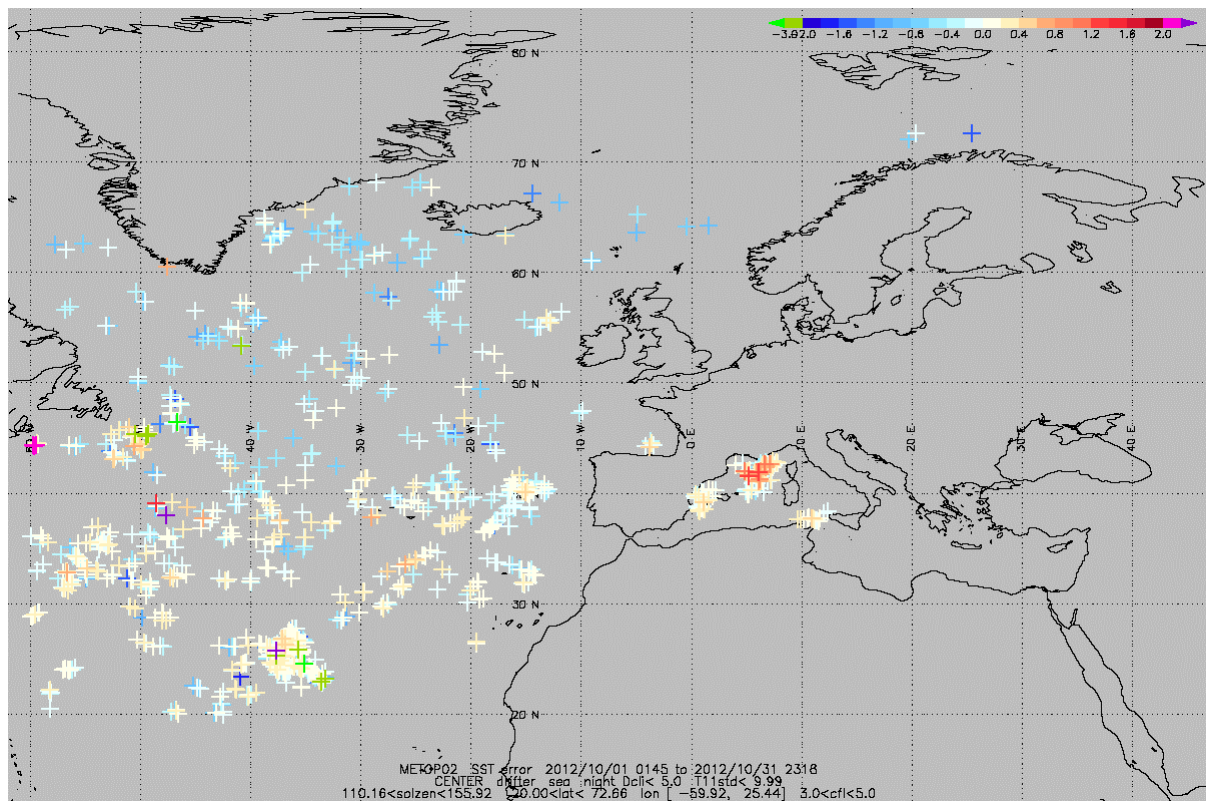 -3.92.0 -1.6 -1.2 -0.8 -0.4 0.0 0.4 0.8 1.2 1.6 2.0
80 N
70 N
60 N
50 N
40 W 20 W 0 E 20 E 30 E 40 E
30 N
20 N
METOP02 SST error 2012/10/01 0145 to 2012/10/31 2318
CENTER drifter sea night Dcli< 5.0 T11std< 9.99
110.16<solzen<155.92 20.00<lat< 72.66 lon [ -59.92, 25.44] 3.0<cfl<5.0